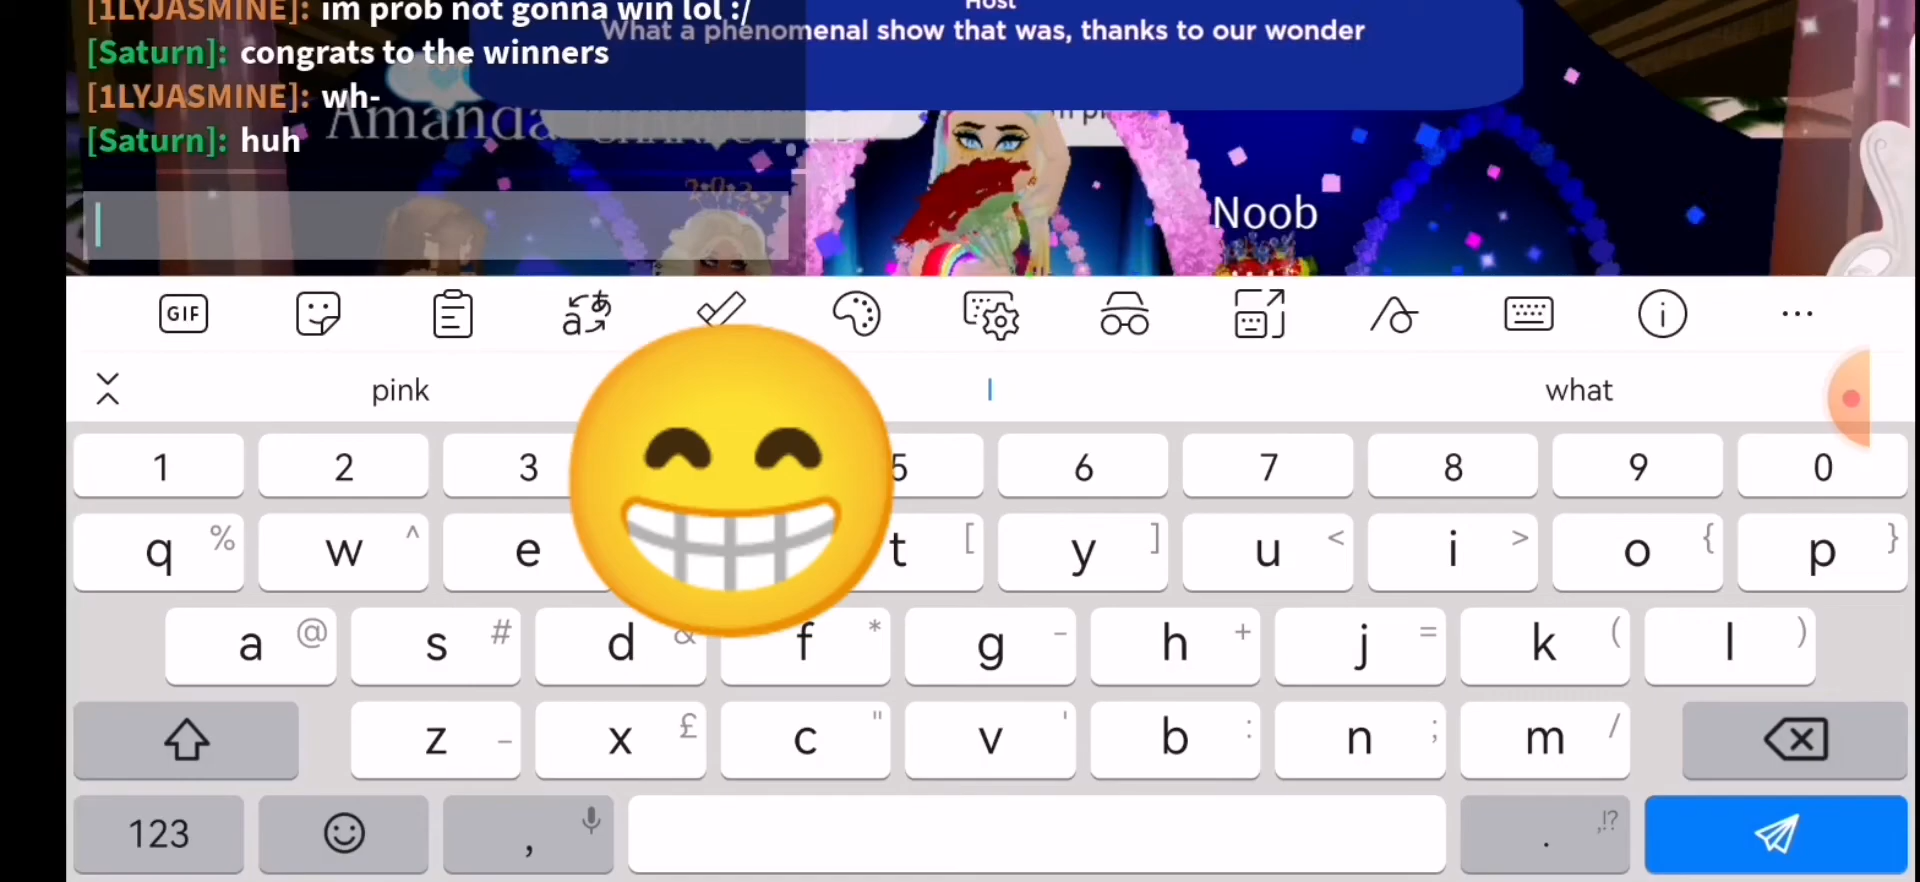 [1LYJASMINE]: im prob not gonna win lol :/
Host
What a phenomenal show that was, thanks to our wonder
[Saturn]: congrats to the winners
[1LYJASMINE]: wh-
[Saturn]: huh
Amanda
Noob
GIF
pink
I
what
1 2 3 5 6 7 8 9 0
q % w ^ e t [ y ] u < i > o { p }
a @ s # d & f * g - h + j = k ( l )
z _ x £ c " v ' b : n ; m /
123 , . ,!?